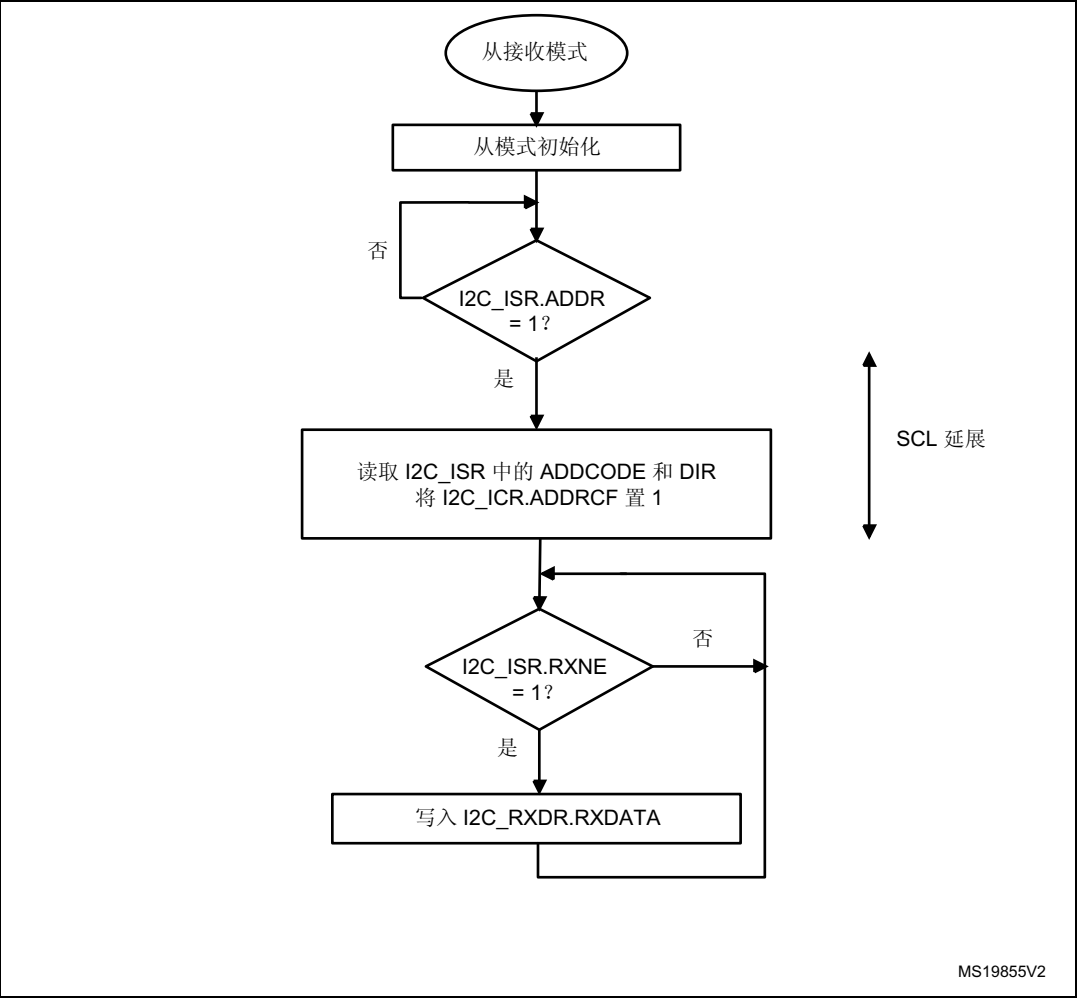 从接收模式
从模式初始化
否
I2C_ISR.ADDR
= 1?
是
SCL 延展
读取 I2C_ISR 中的 ADDCODE 和 DIR
将 I2C_ICR.ADDRCF 置 1
否
I2C_ISR.RXNE
= 1?
是
写入 I2C_RXDR.RXDATA
MS19855V2